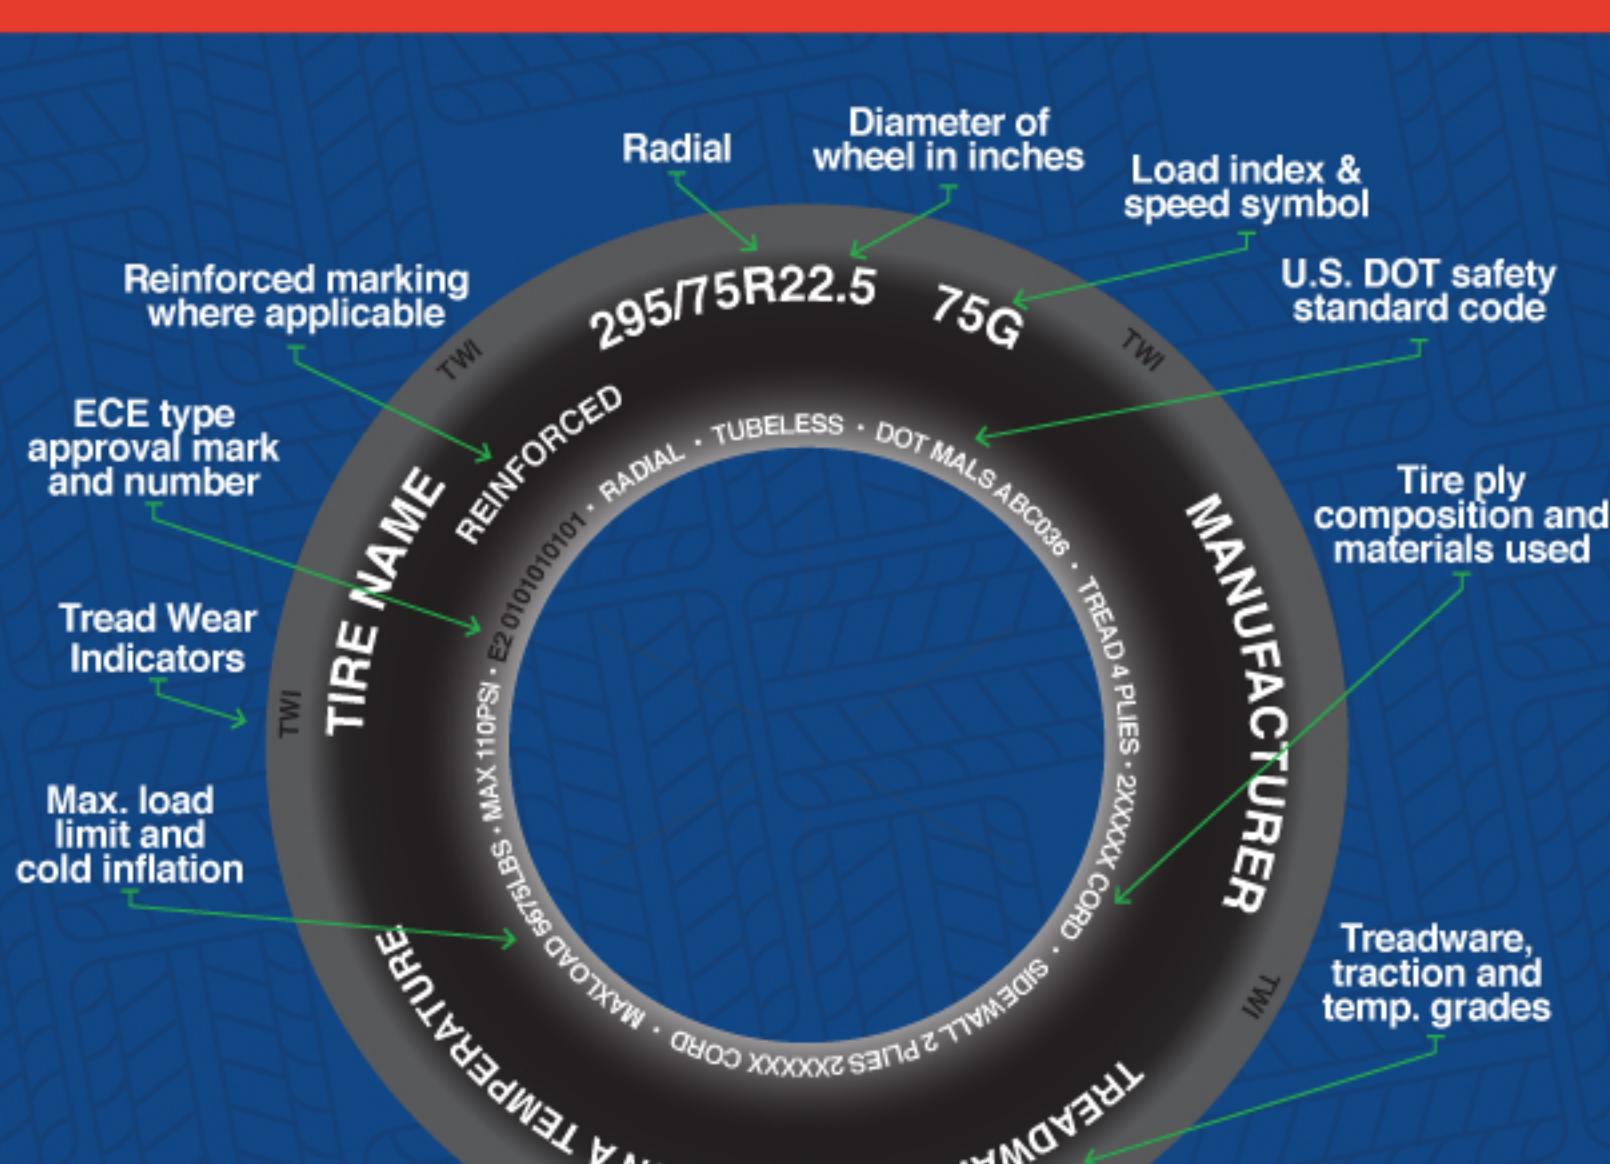 Radial
Diameter of
wheel in inches
Load index &
speed symbol
U.S. DOT safety
standard code
Reinforced marking
where applicable
ECE type
approval mark
and number
Tread Wear
Indicators
Max. load
limit and
cold inflation
Tire ply
composition and
materials used
Treadware,
traction and
temp. grades
295/75R22.5 75G
TWI
TWI
TWI
TWI
REINFORCED
TIRE NAME
MANUFACTURER
E2 01010101010101 • RADIAL • TUBELESS • DOT MALS ABC036 • TREAD 4 PLIES • 2XXXXX CORD • SIDEWALL 2 PLIES 2XXXXX CORD • MAXLOAD 5675LBS • MAX 110PSI •
A TEMPERATURE